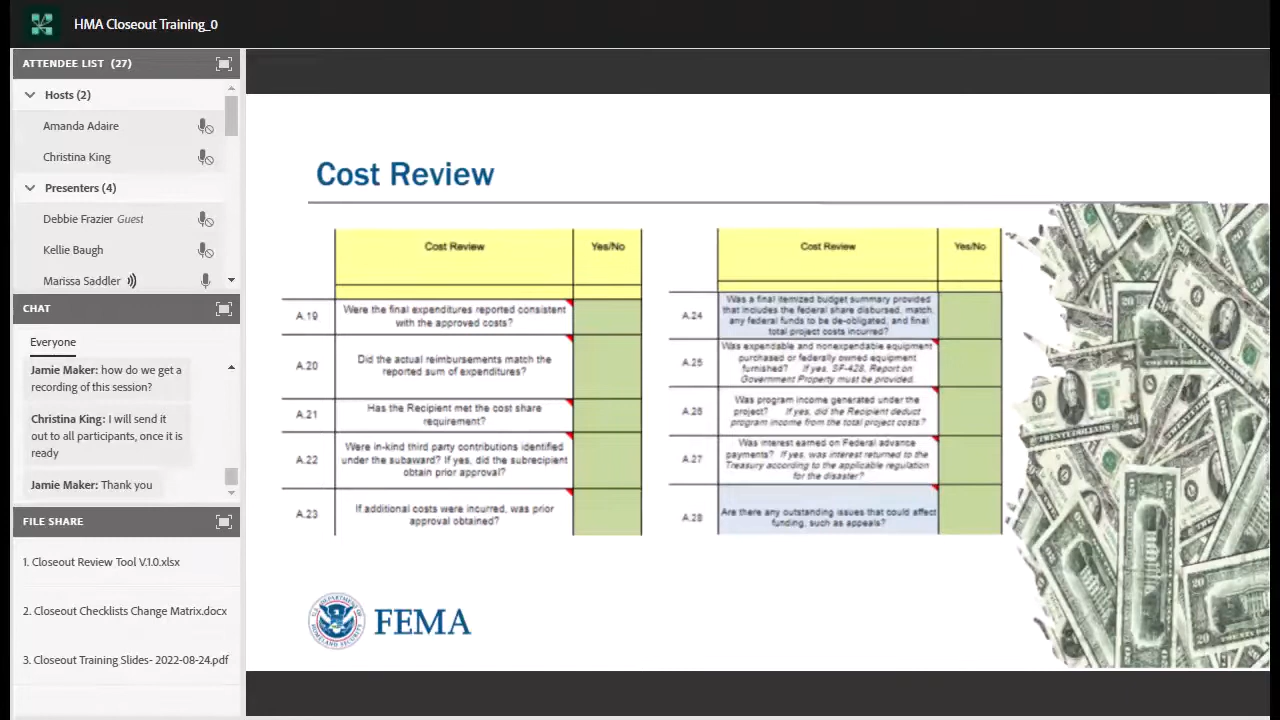 HMA Closeout Training_0
ATTENDEE LIST (27)
Hosts (2)
Amanda Adaire
Christina King
Presenters (4)
Debbie Frazier Guest
Kellie Baugh
Marissa Saddler
CHAT
Everyone
Jamie Maker: how do we get a
recording of this session?
Christina King: I will send it
out to all participants, once it is
ready
Jamie Maker: Thank you
FILE SHARE
1. Closeout Review Tool V.1.0.xlsx
2. Closeout Checklists Change Matrix.docx
3. Closeout Training Slides- 2022-08-24.pdf
Cost Review
Cost Review
Yes/No
A.19
Were the final expenditures reported consistent
with the approved costs?
A.20
Did the actual reimbursements match the
reported sum of expenditures?
A.21
Has the Recipient met the cost share
requirement?
A.22
Were in-kind third party contributions identified
under the subaward? If yes, did the subrecipient
obtain prior approval?
A.23
If additional costs were incurred, was prior
approval obtained?
Cost Review
Yes/No
A.24
Was a final itemized budget summary provided
that includes the federal share disbursed, match,
any federal funds to be de-obligated, and final
total project costs incurred?
A.25
Was expendable and nonexpendable equipment
purchased or federally owned equipment
furnished? If yes, SF-428, Report on
Government Property must be provided.
A.26
Was program income generated under the
project? If yes, did the Recipient deduct
program income from the total project costs?
A.27
Was interest earned on Federal advance
payments? If yes, was interest returned to the
Treasury according to the applicable regulation
for the disaster?
A.28
Are there any outstanding issues that could affect
funding, such as appeals?
FEMA
TWENTY DOLLARS